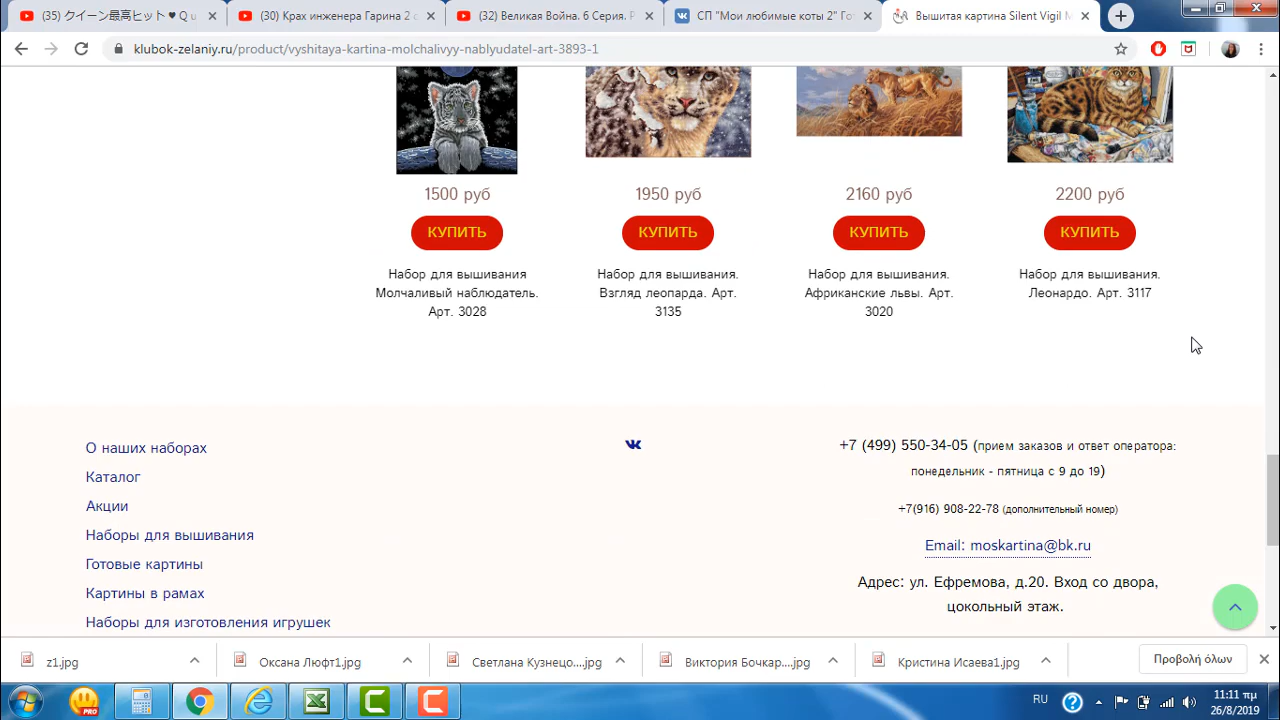 (35) クイーン最高ヒット ♥ Q u
(30) Крах инженера Гарина 2 с
(32) Великая Война. 6 Серия. Р
СП "Мои любимые коты 2" Го
Вышитая картина Silent Vigil М
klubok-zelaniy.ru/product/vyshitaya-kartina-molchalivyy-nablyudatel-art-3893-1
1500 руб
1950 руб
2160 руб
2200 руб
КУПИТЬ
КУПИТЬ
КУПИТЬ
КУПИТЬ
Набор для вышивания
Молчаливый наблюдатель.
Арт. 3028
Набор для вышивания.
Взгляд леопарда. Арт.
3135
Набор для вышивания.
Африканские львы. Арт.
3020
Набор для вышивания.
Леонардо. Арт. 3117
О наших наборах
Каталог
Акции
Наборы для вышивания
Готовые картины
Картины в рамах
Наборы для изготовления игрушек
+7 (499) 550-34-05 (прием заказов и ответ оператора:
понедельник - пятница с 9 до 19)
+7(916) 908-22-78 (дополнительный номер)
Email: moskartina@bk.ru
Адрес: ул. Ефремова, д.20. Вход со двора,
цокольный этаж.
z1.jpg
Оксана Люфт1.jpg
Светлана Кузнецо....jpg
Виктория Бочкар....jpg
Кристина Исаева1.jpg
Προβολή όλων
PRO
RU
11:11 πμ
26/8/2019